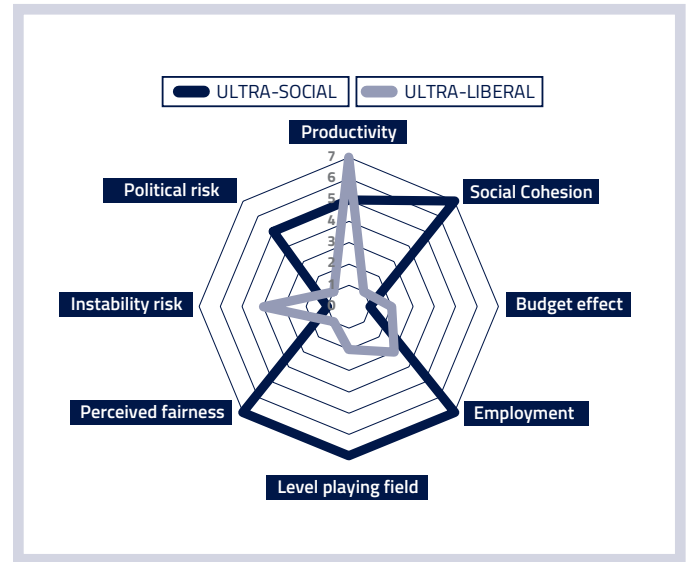 ULTRA-SOCIAL ULTRA-LIBERAL
Productivity
7
6
5
4
3
2
1
0
Political risk
Social Cohesion
Instability risk
Budget effect
Perceived fairness
Employment
Level playing field